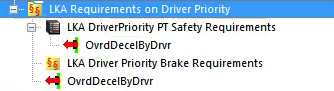 LKA Requirements on Driver Priority
LKA DriverPriority PT Safety Requirements
OvrdDecelByDrvr
LKA Driver Priority Brake Requirements
OvrdDecelByDrvr